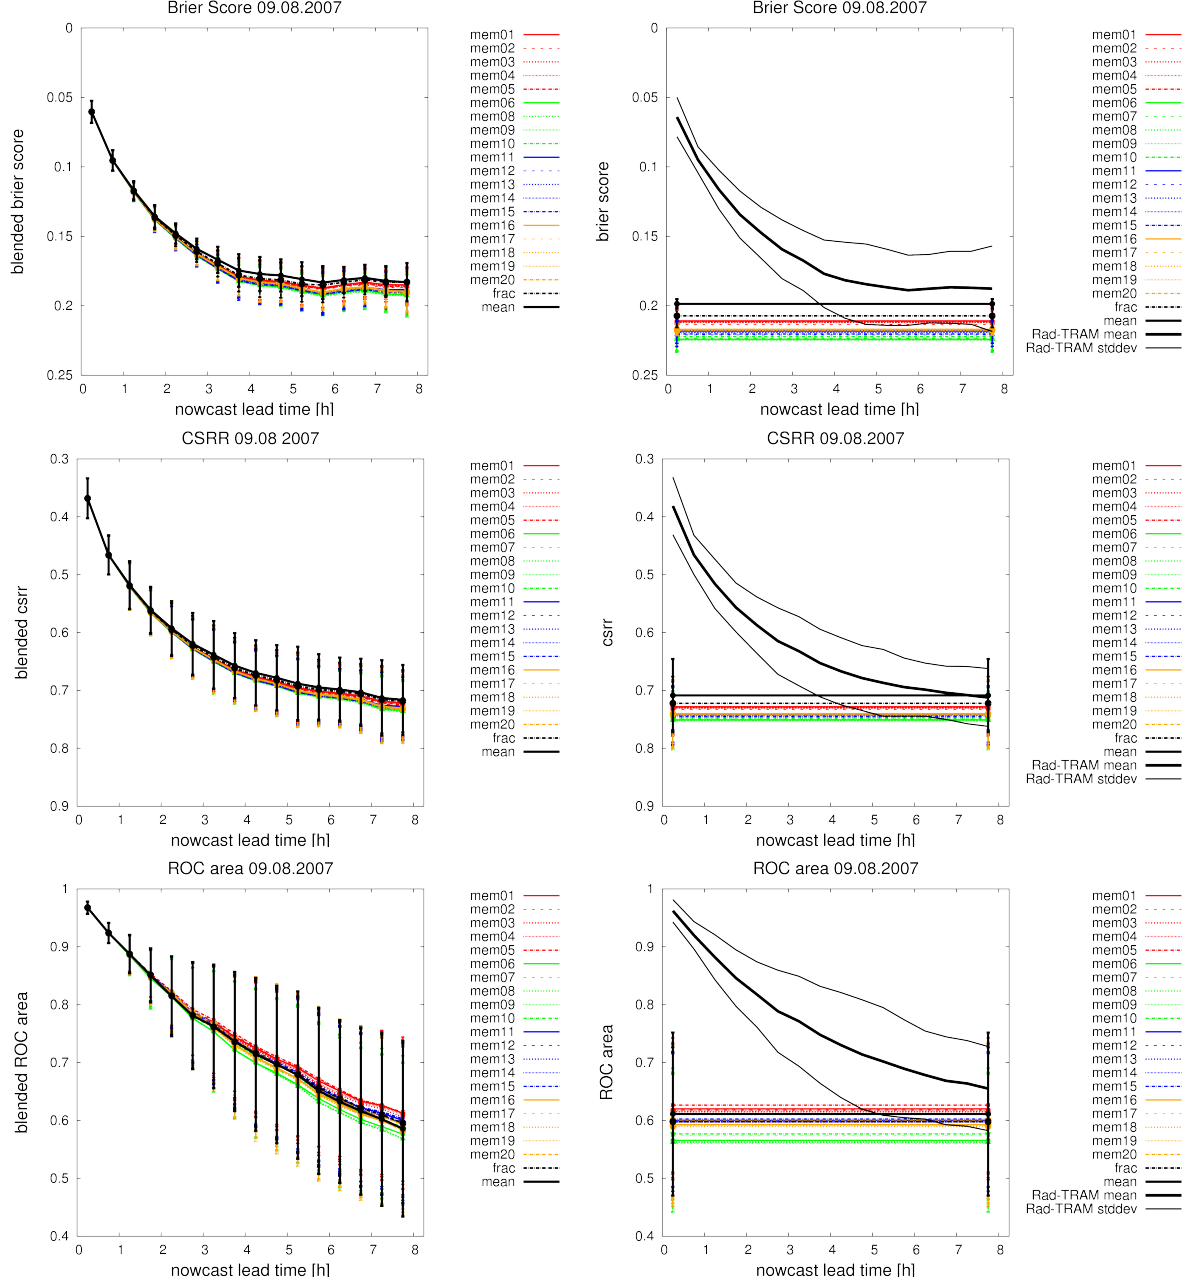 Brier Score 09.08.2007
0
0.05
0.1
0.15
0.2
0.25
blended brier score
0 1 2 3 4 5 6 7 8
nowcast lead time [h]
mem01
mem02
mem03
mem04
mem05
mem06
mem08
mem09
mem10
mem11
mem12
mem13
mem14
mem15
mem16
mem17
mem18
mem19
mem20
frac
mean
Brier Score 09.08.2007
0
0.05
0.1
0.15
0.2
0.25
brier score
0 1 2 3 4 5 6 7 8
nowcast lead time [h]
mem01
mem02
mem03
mem04
mem05
mem06
mem07
mem08
mem09
mem10
mem11
mem12
mem13
mem14
mem15
mem16
mem17
mem18
mem19
mem20
frac
mean
Rad-TRAM mean
Rad-TRAM stddev
CSRR 09.08 2007
0.3
0.4
0.5
0.6
0.7
0.8
0.9
blended csrr
0 1 2 3 4 5 6 7 8
nowcast lead time [h]
mem01
mem02
mem03
mem04
mem05
mem06
mem07
mem08
mem09
mem10
mem11
mem12
mem13
mem14
mem15
mem16
mem17
mem18
mem19
mem20
frac
mean
CSRR 09.08.2007
0.3
0.4
0.5
0.6
0.7
0.8
0.9
csrr
0 1 2 3 4 5 6 7 8
nowcast lead time [h]
mem01
mem02
mem03
mem04
mem05
mem06
mem07
mem08
mem09
mem10
mem11
mem12
mem13
mem14
mem15
mem16
mem17
mem18
mem19
mem20
frac
mean
Rad-TRAM mean
Rad-TRAM stddev
ROC area 09.08.2007
1
0.9
0.8
0.7
0.6
0.5
0.4
blended ROC area
0 1 2 3 4 5 6 7 8
nowcast lead time [h]
mem01
mem02
mem03
mem04
mem05
mem06
mem07
mem08
mem09
mem10
mem11
mem12
mem13
mem14
mem15
mem16
mem17
mem18
mem19
mem20
frac
mean
ROC area 09.08.2007
1
0.9
0.8
0.7
0.6
0.5
0.4
ROC area
0 1 2 3 4 5 6 7 8
nowcast lead time [h]
mem01
mem02
mem03
mem04
mem05
mem06
mem07
mem08
mem09
mem10
mem11
mem12
mem13
mem14
mem15
mem16
mem17
mem18
mem19
mem20
frac
mean
Rad-TRAM mean
Rad-TRAM stddev